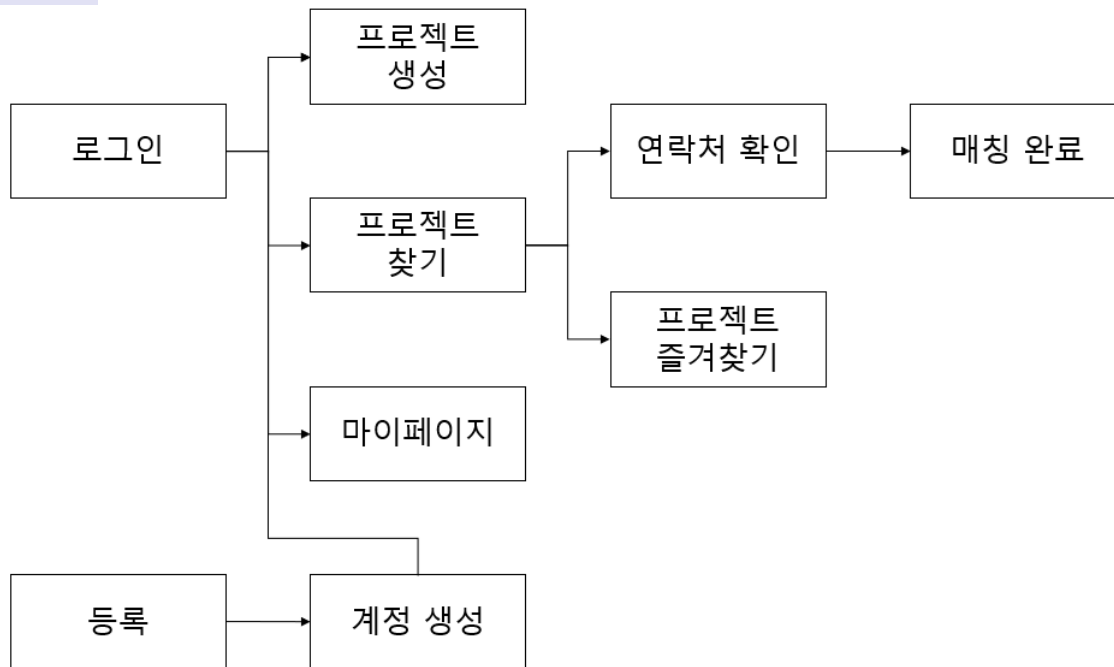 프로젝트
생성
로그인
연락처 확인
매칭 완료
프로젝트
찾기
프로젝트
즐겨찾기
마이페이지
등록
계정 생성